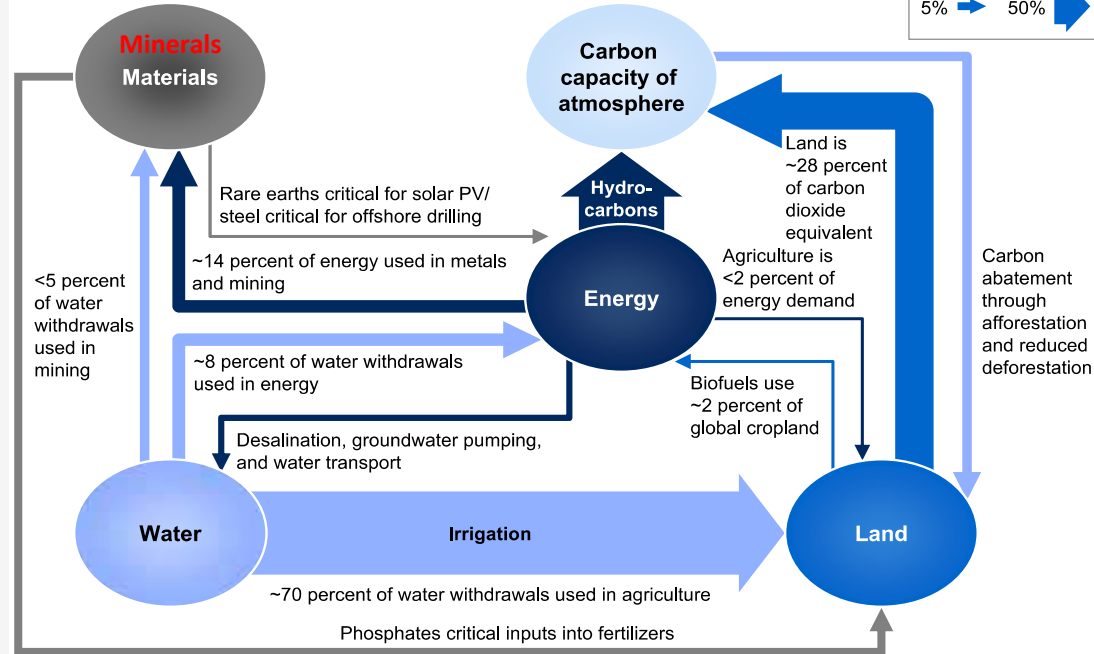 5% 50%
Minerals
Materials
Carbon
capacity of
atmosphere
Land is
~28 percent
of carbon
dioxide
equivalent
Hydro-
carbons
Rare earths critical for solar PV/
steel critical for offshore drilling
~14 percent of energy used in metals
and mining
Energy
Agriculture is
<2 percent of
energy demand
Carbon
abatement
through
afforestation
and reduced
deforestation
<5 percent
of water
withdrawals
used in
mining
~8 percent of water withdrawals
used in energy
Biofuels use
~2 percent of
global cropland
Desalination, groundwater pumping,
and water transport
Water
Irrigation
Land
~70 percent of water withdrawals used in agriculture
Phosphates critical inputs into fertilizers